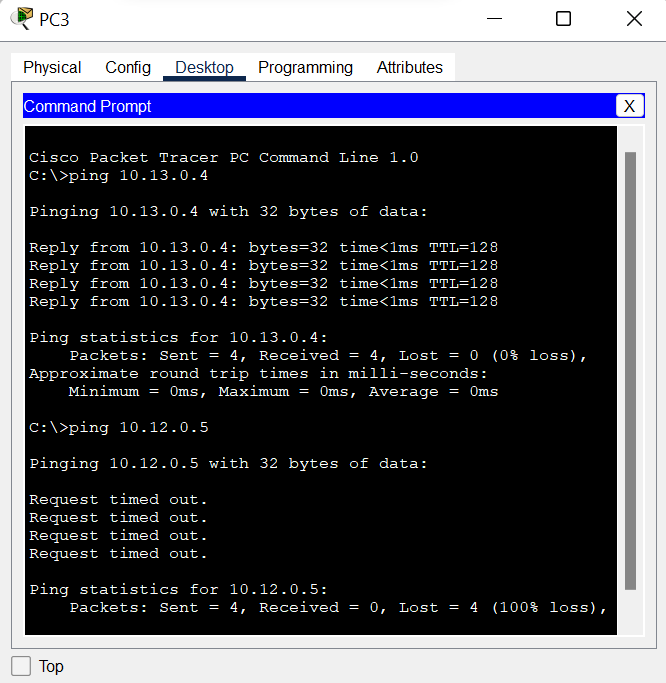 PC3
Physical Config Desktop Programming Attributes
Command Prompt X
Cisco Packet Tracer PC Command Line 1.0
C:\>ping 10.13.0.4
Pinging 10.13.0.4 with 32 bytes of data:
Reply from 10.13.0.4: bytes=32 time<1ms TTL=128
Reply from 10.13.0.4: bytes=32 time<1ms TTL=128
Reply from 10.13.0.4: bytes=32 time<1ms TTL=128
Reply from 10.13.0.4: bytes=32 time<1ms TTL=128
Ping statistics for 10.13.0.4:
    Packets: Sent = 4, Received = 4, Lost = 0 (0% loss),
Approximate round trip times in milli-seconds:
    Minimum = 0ms, Maximum = 0ms, Average = 0ms
C:\>ping 10.12.0.5
Pinging 10.12.0.5 with 32 bytes of data:
Request timed out.
Request timed out.
Request timed out.
Request timed out.
Ping statistics for 10.12.0.5:
    Packets: Sent = 4, Received = 0, Lost = 4 (100% loss),
Top